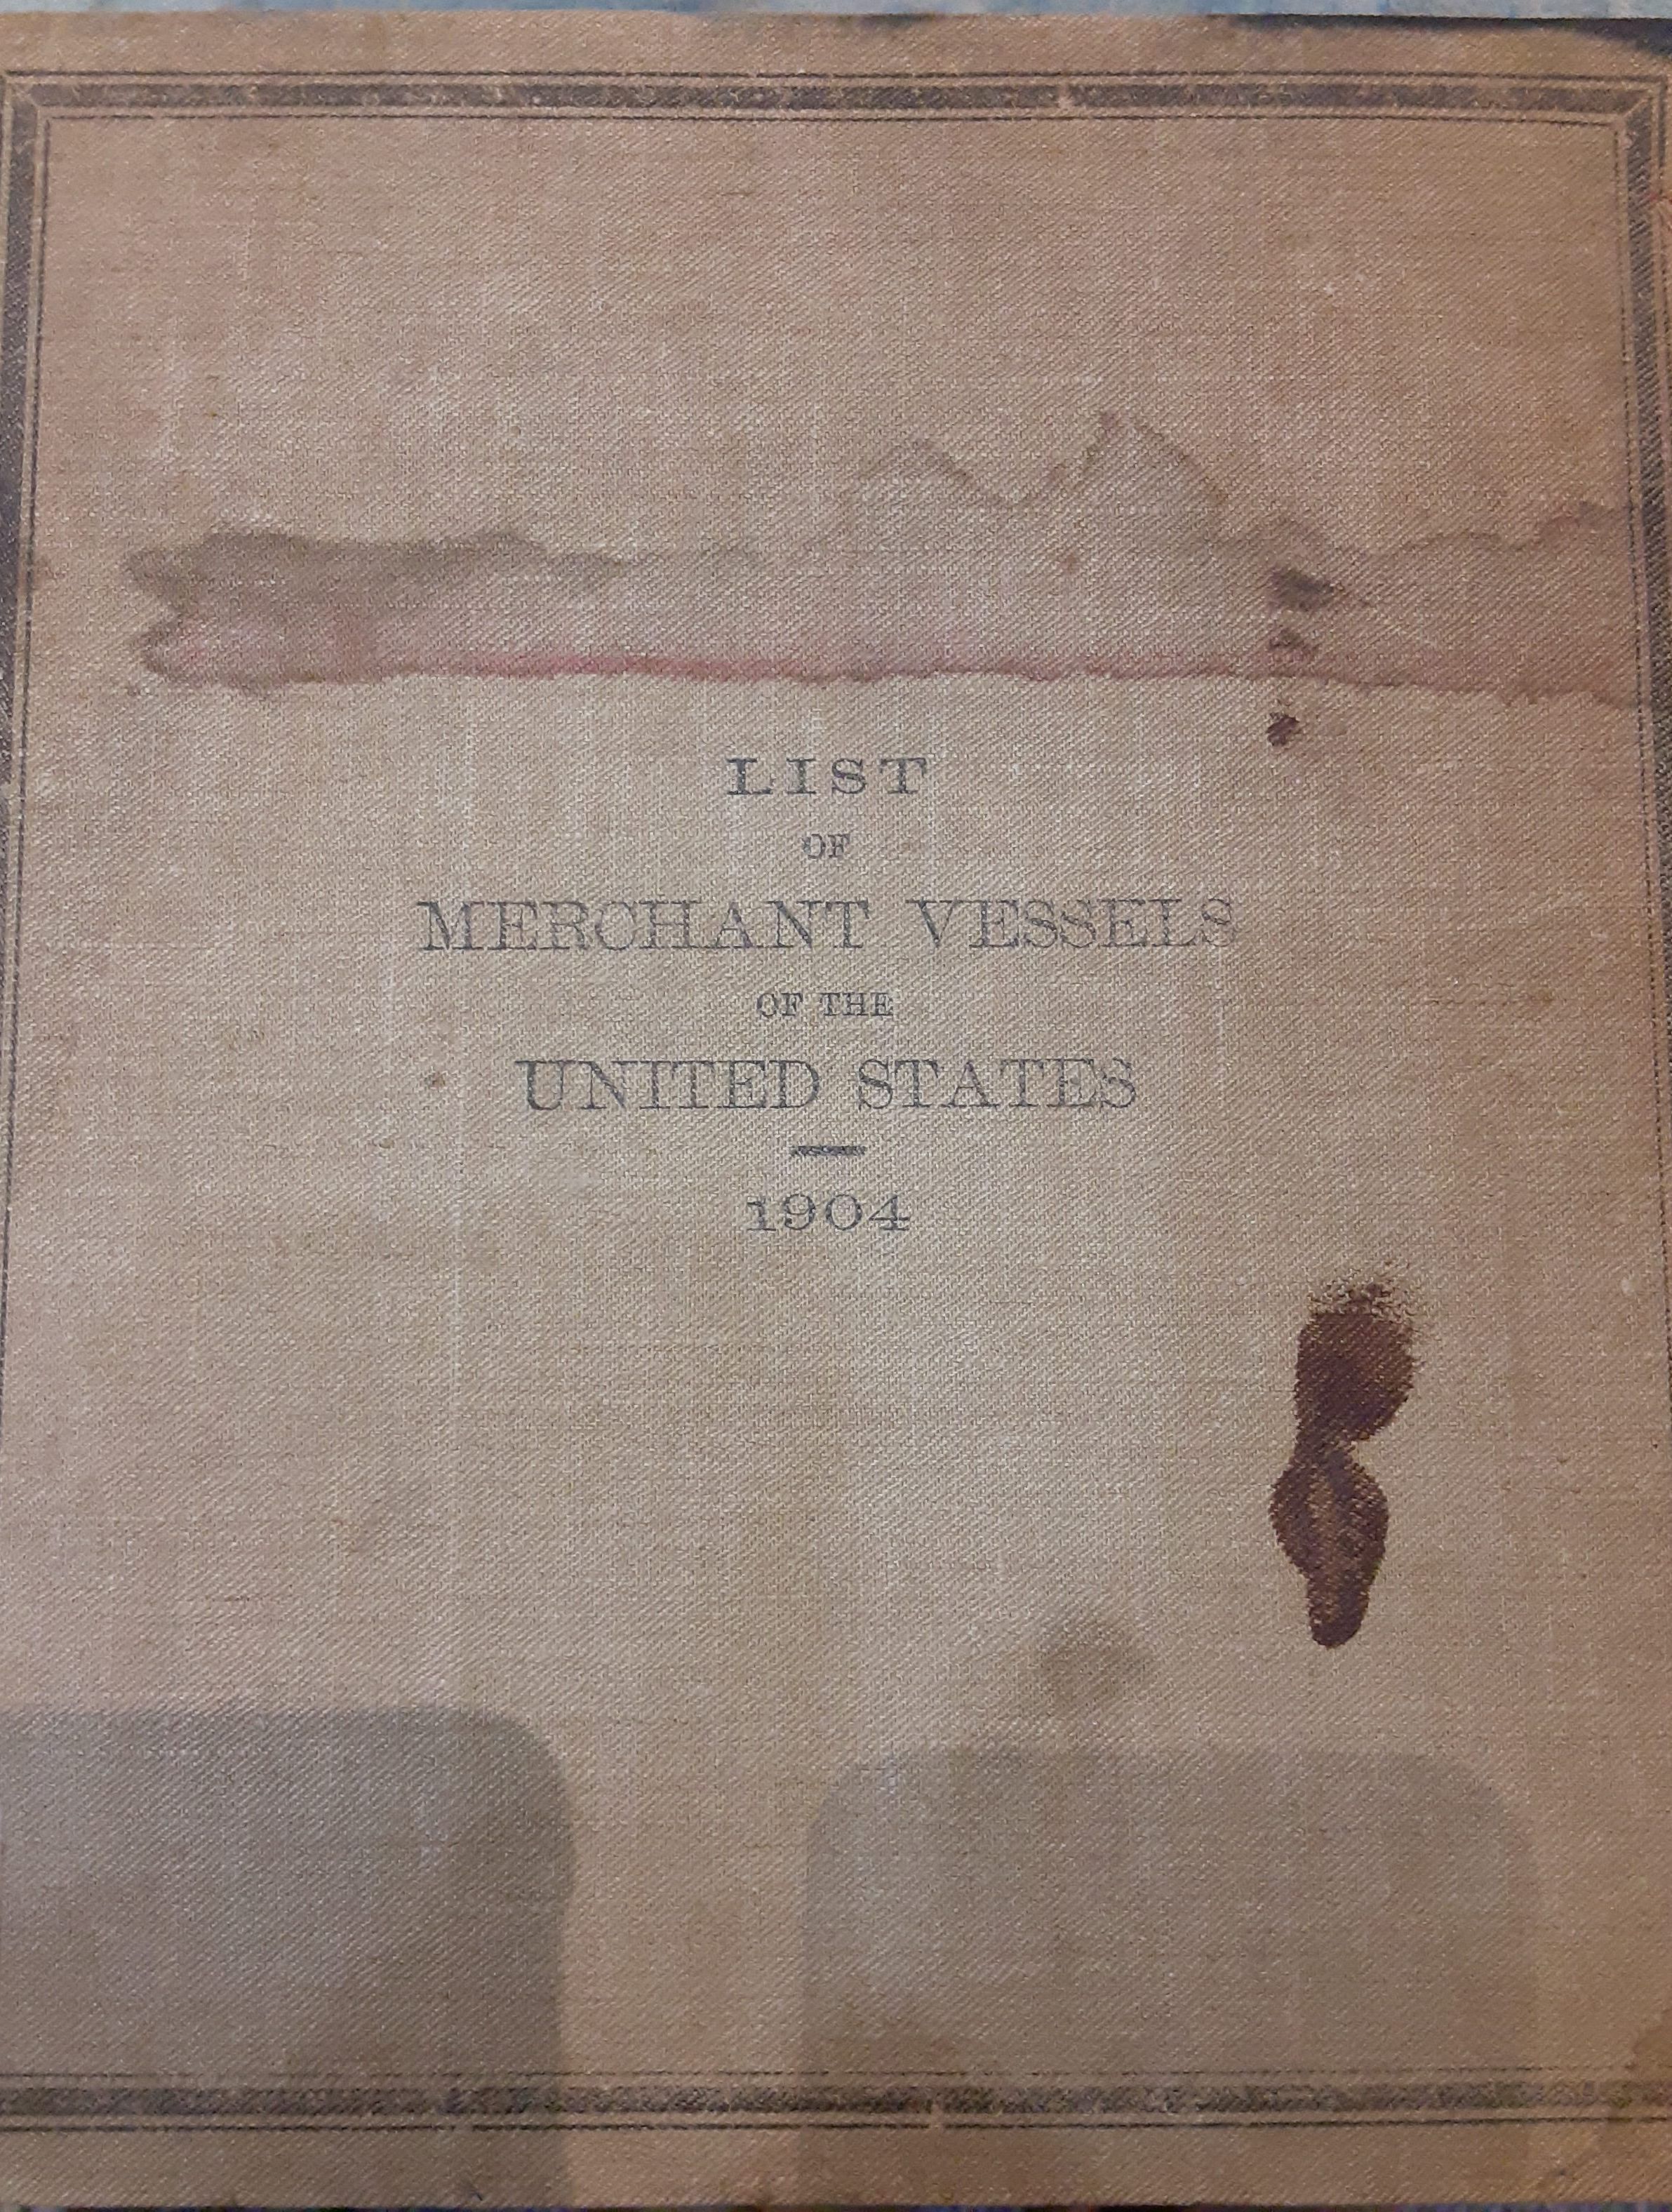 LIST
OF
MERCHANT VESSELS
OF THE
UNITED STATES
1904